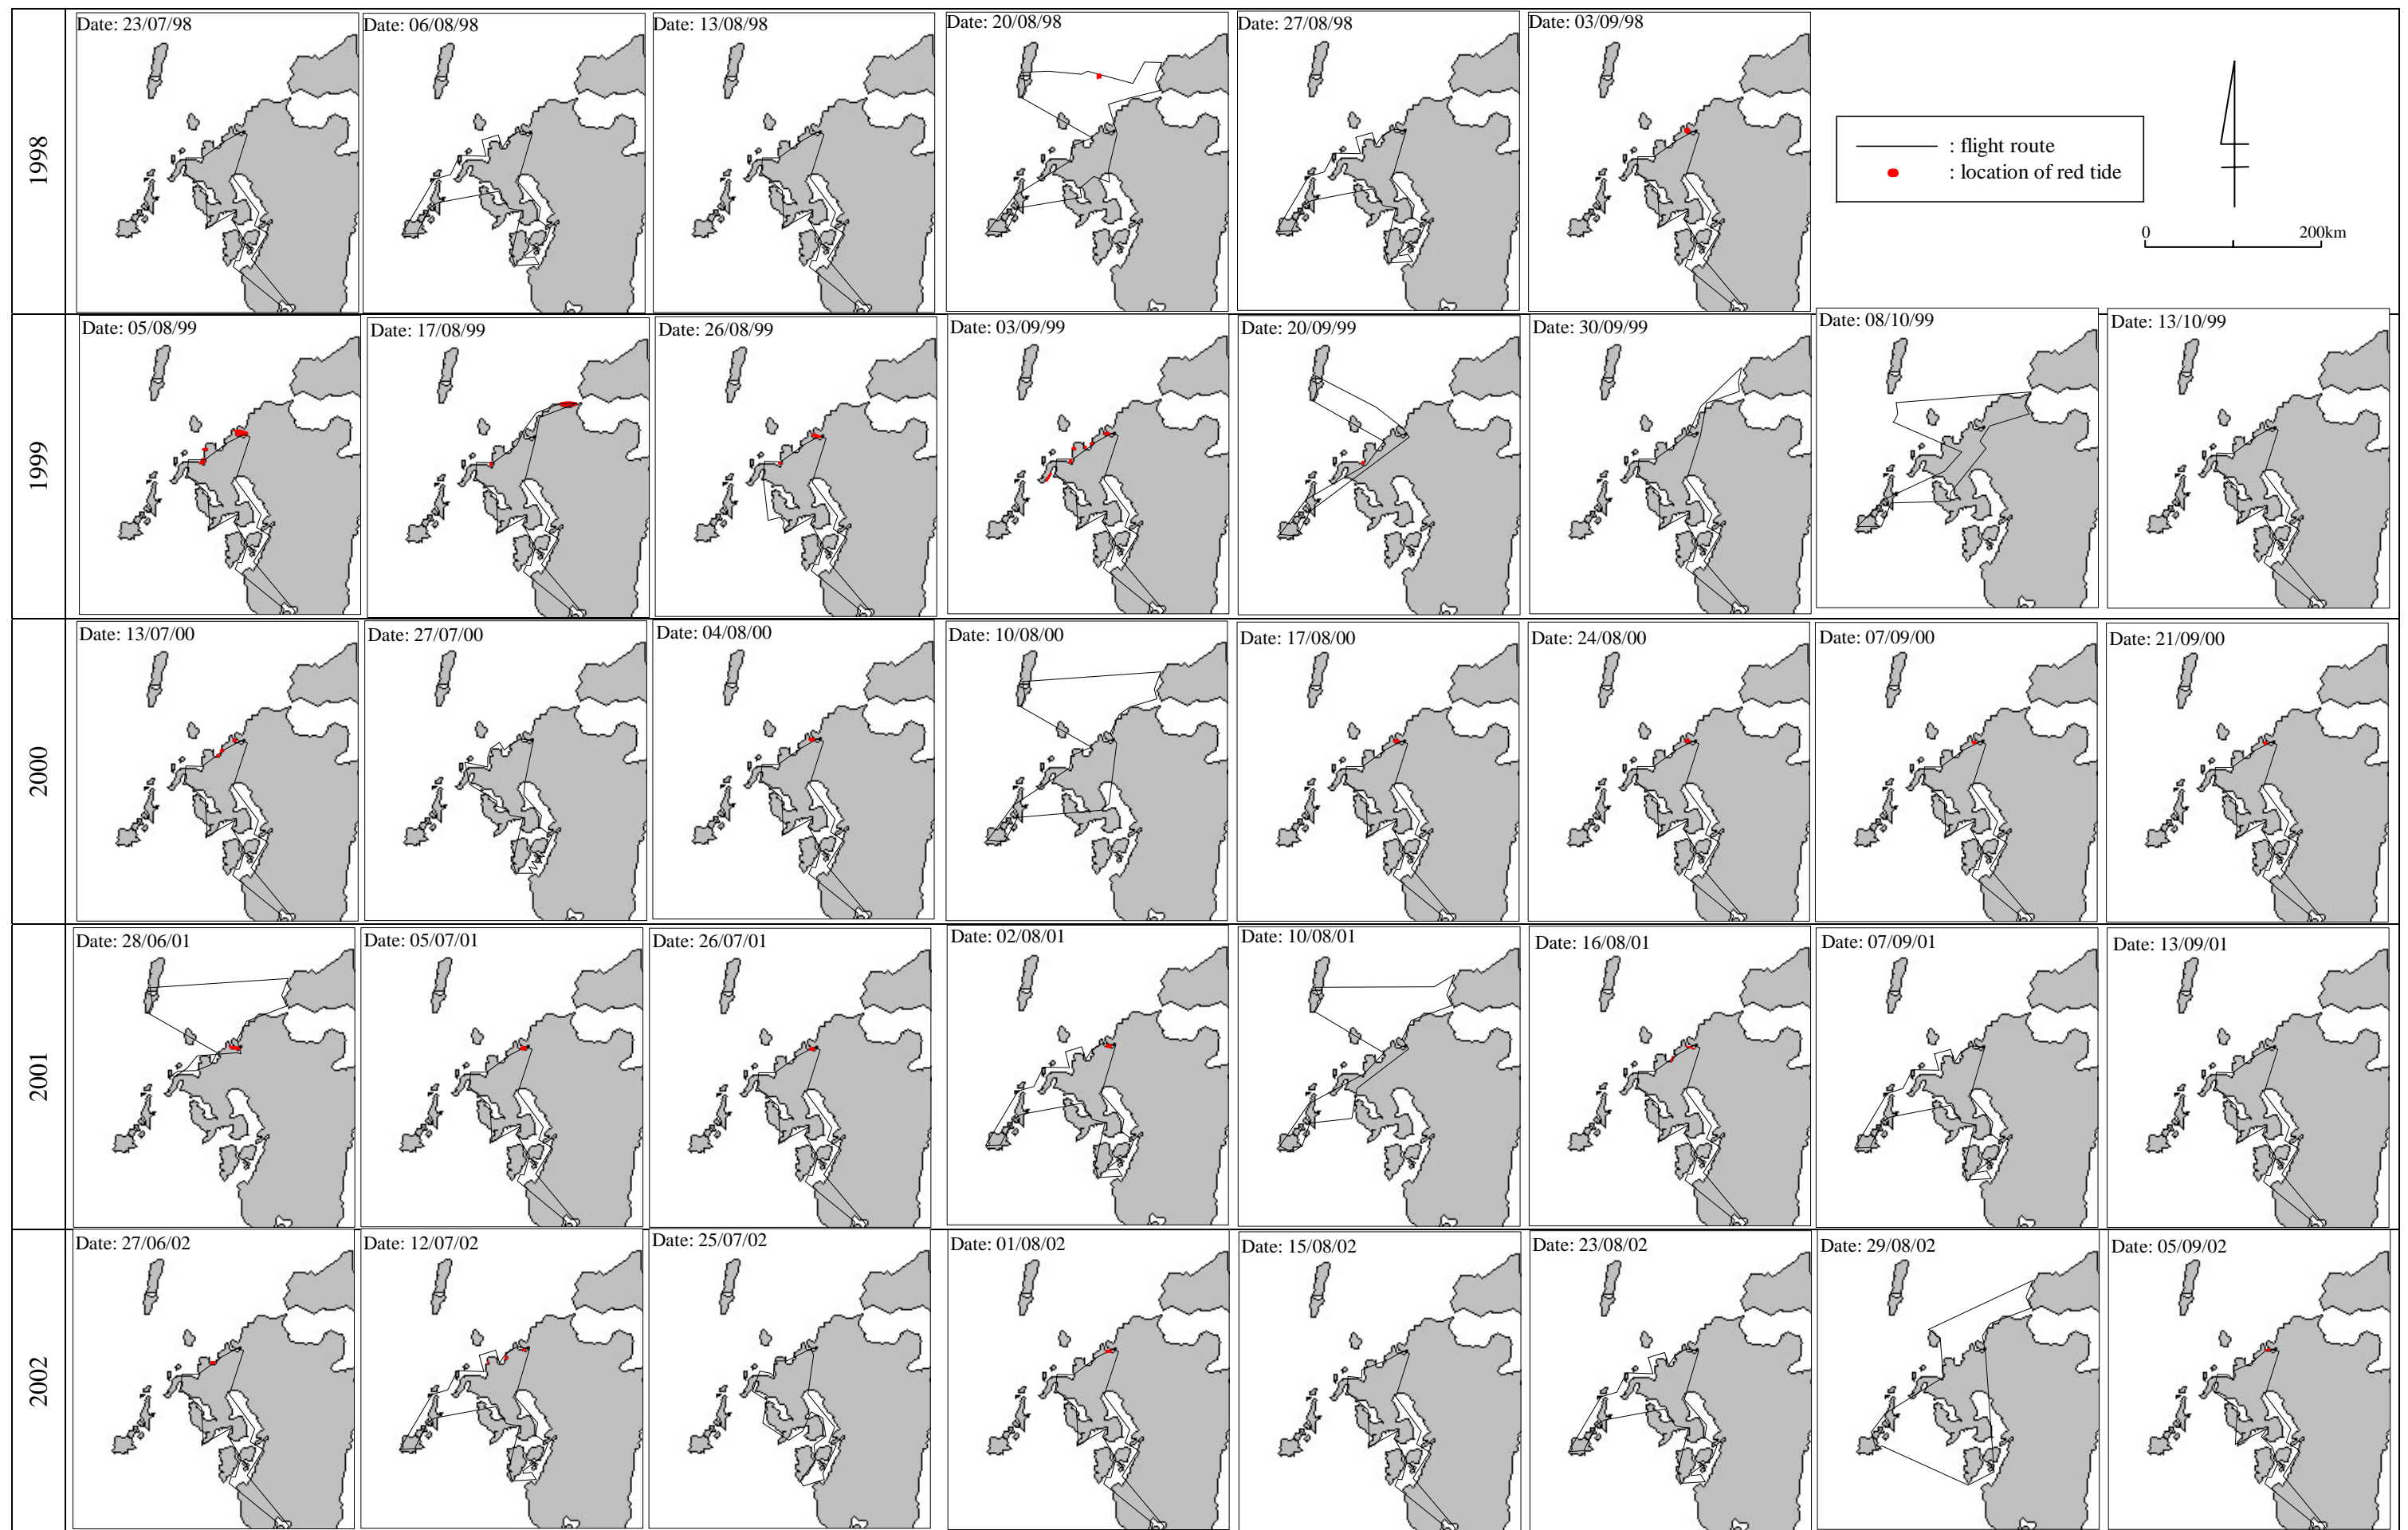 1998
Date: 23/07/98
Date: 06/08/98
Date: 13/08/98
Date: 20/08/98
Date: 27/08/98
Date: 03/09/98
: flight route
: location of red tide
0
200km
1999
Date: 05/08/99
Date: 17/08/99
Date: 26/08/99
Date: 03/09/99
Date: 20/09/99
Date: 30/09/99
Date: 08/10/99
Date: 13/10/99
2000
Date: 13/07/00
Date: 27/07/00
Date: 04/08/00
Date: 10/08/00
Date: 17/08/00
Date: 24/08/00
Date: 07/09/00
Date: 21/09/00
2001
Date: 28/06/01
Date: 05/07/01
Date: 26/07/01
Date: 02/08/01
Date: 10/08/01
Date: 16/08/01
Date: 07/09/01
Date: 13/09/01
2002
Date: 27/06/02
Date: 12/07/02
Date: 25/07/02
Date: 01/08/02
Date: 15/08/02
Date: 23/08/02
Date: 29/08/02
Date: 05/09/02